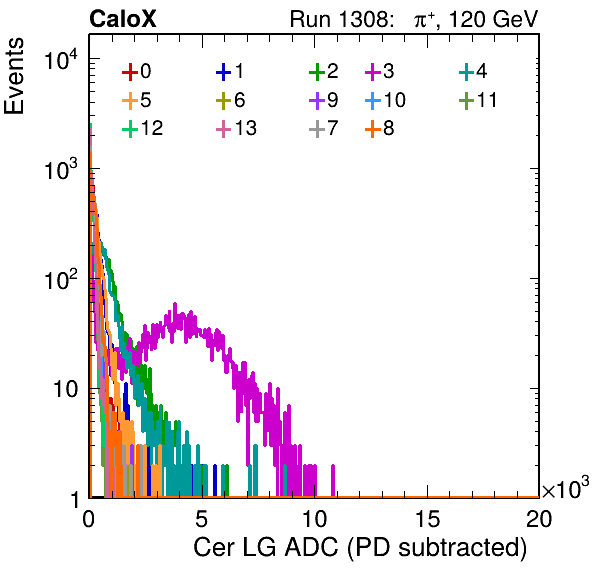 CaloX Run 1308: π⁺, 120 GeV
Events
10⁴
10³
10²
10
1
0 1 2 3 4
5 6 9 10 11
12 13 7 8
0 5 10 15 20
×10³
Cer LG ADC (PD subtracted)